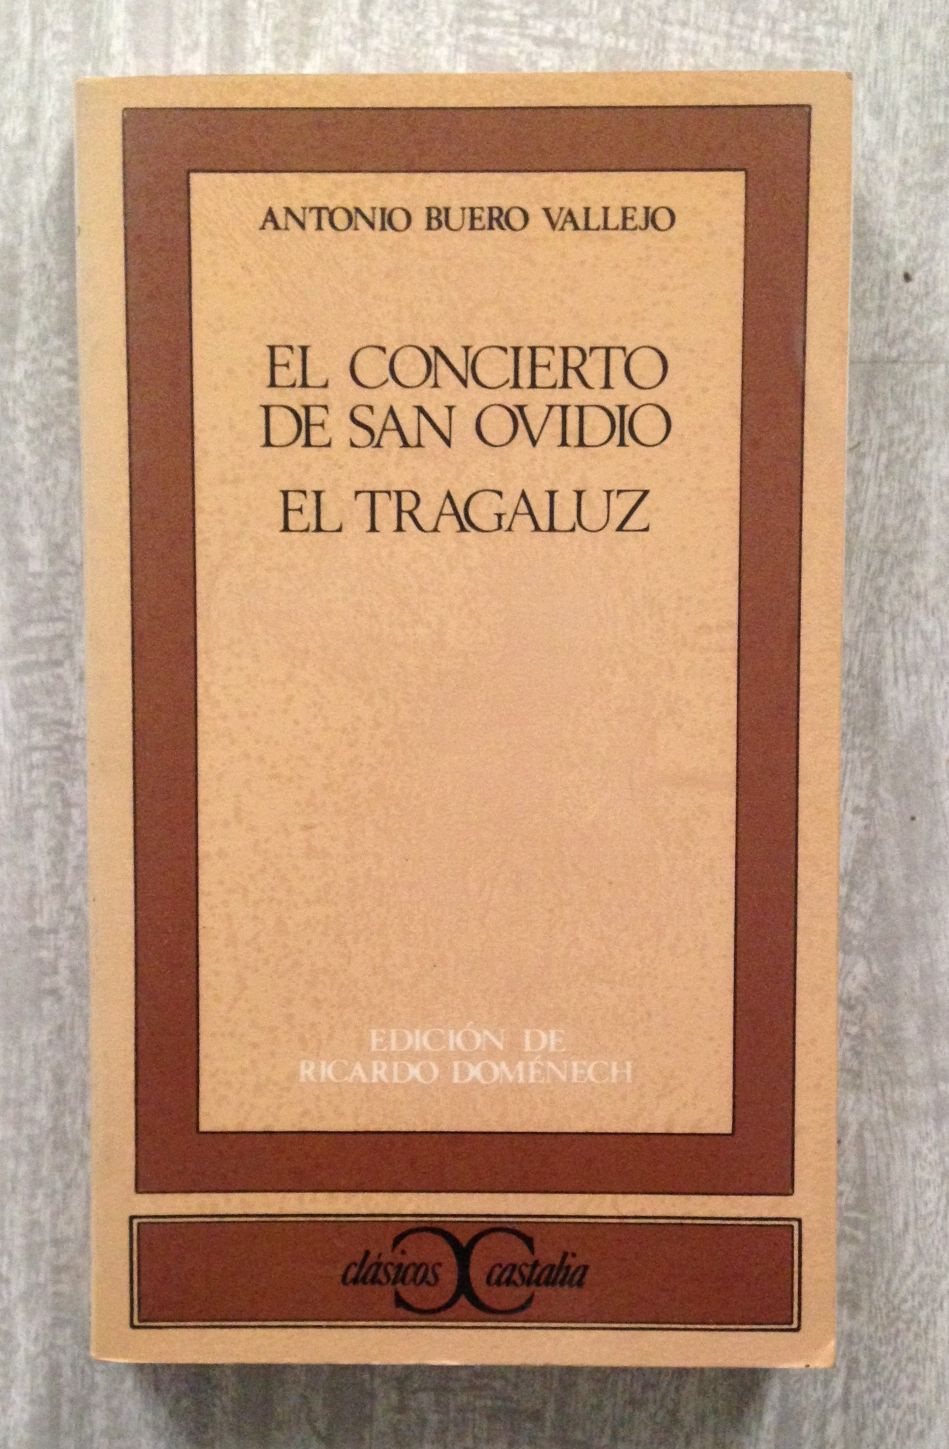 ANTONIO BUERO VALLEJO
EL CONCIERTO
DE SAN OVIDIO
EL TRAGALUZ
EDICIÓN DE
RICARDO DOMÉNECH
clásicos castalia